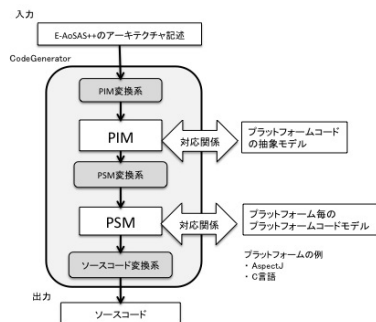 入力
E-AoSAS++のアーキテクチャ記述
CodeGenerator
PIM変換系
PIM
対応関係
プラットフォームコード
の抽象モデル
PSM変換系
PSM
対応関係
プラットフォーム毎の
プラットフォームコードモデル
ソースコード変換系
プラットフォームの例
・ AspectJ
・ C言語
出力
ソースコード